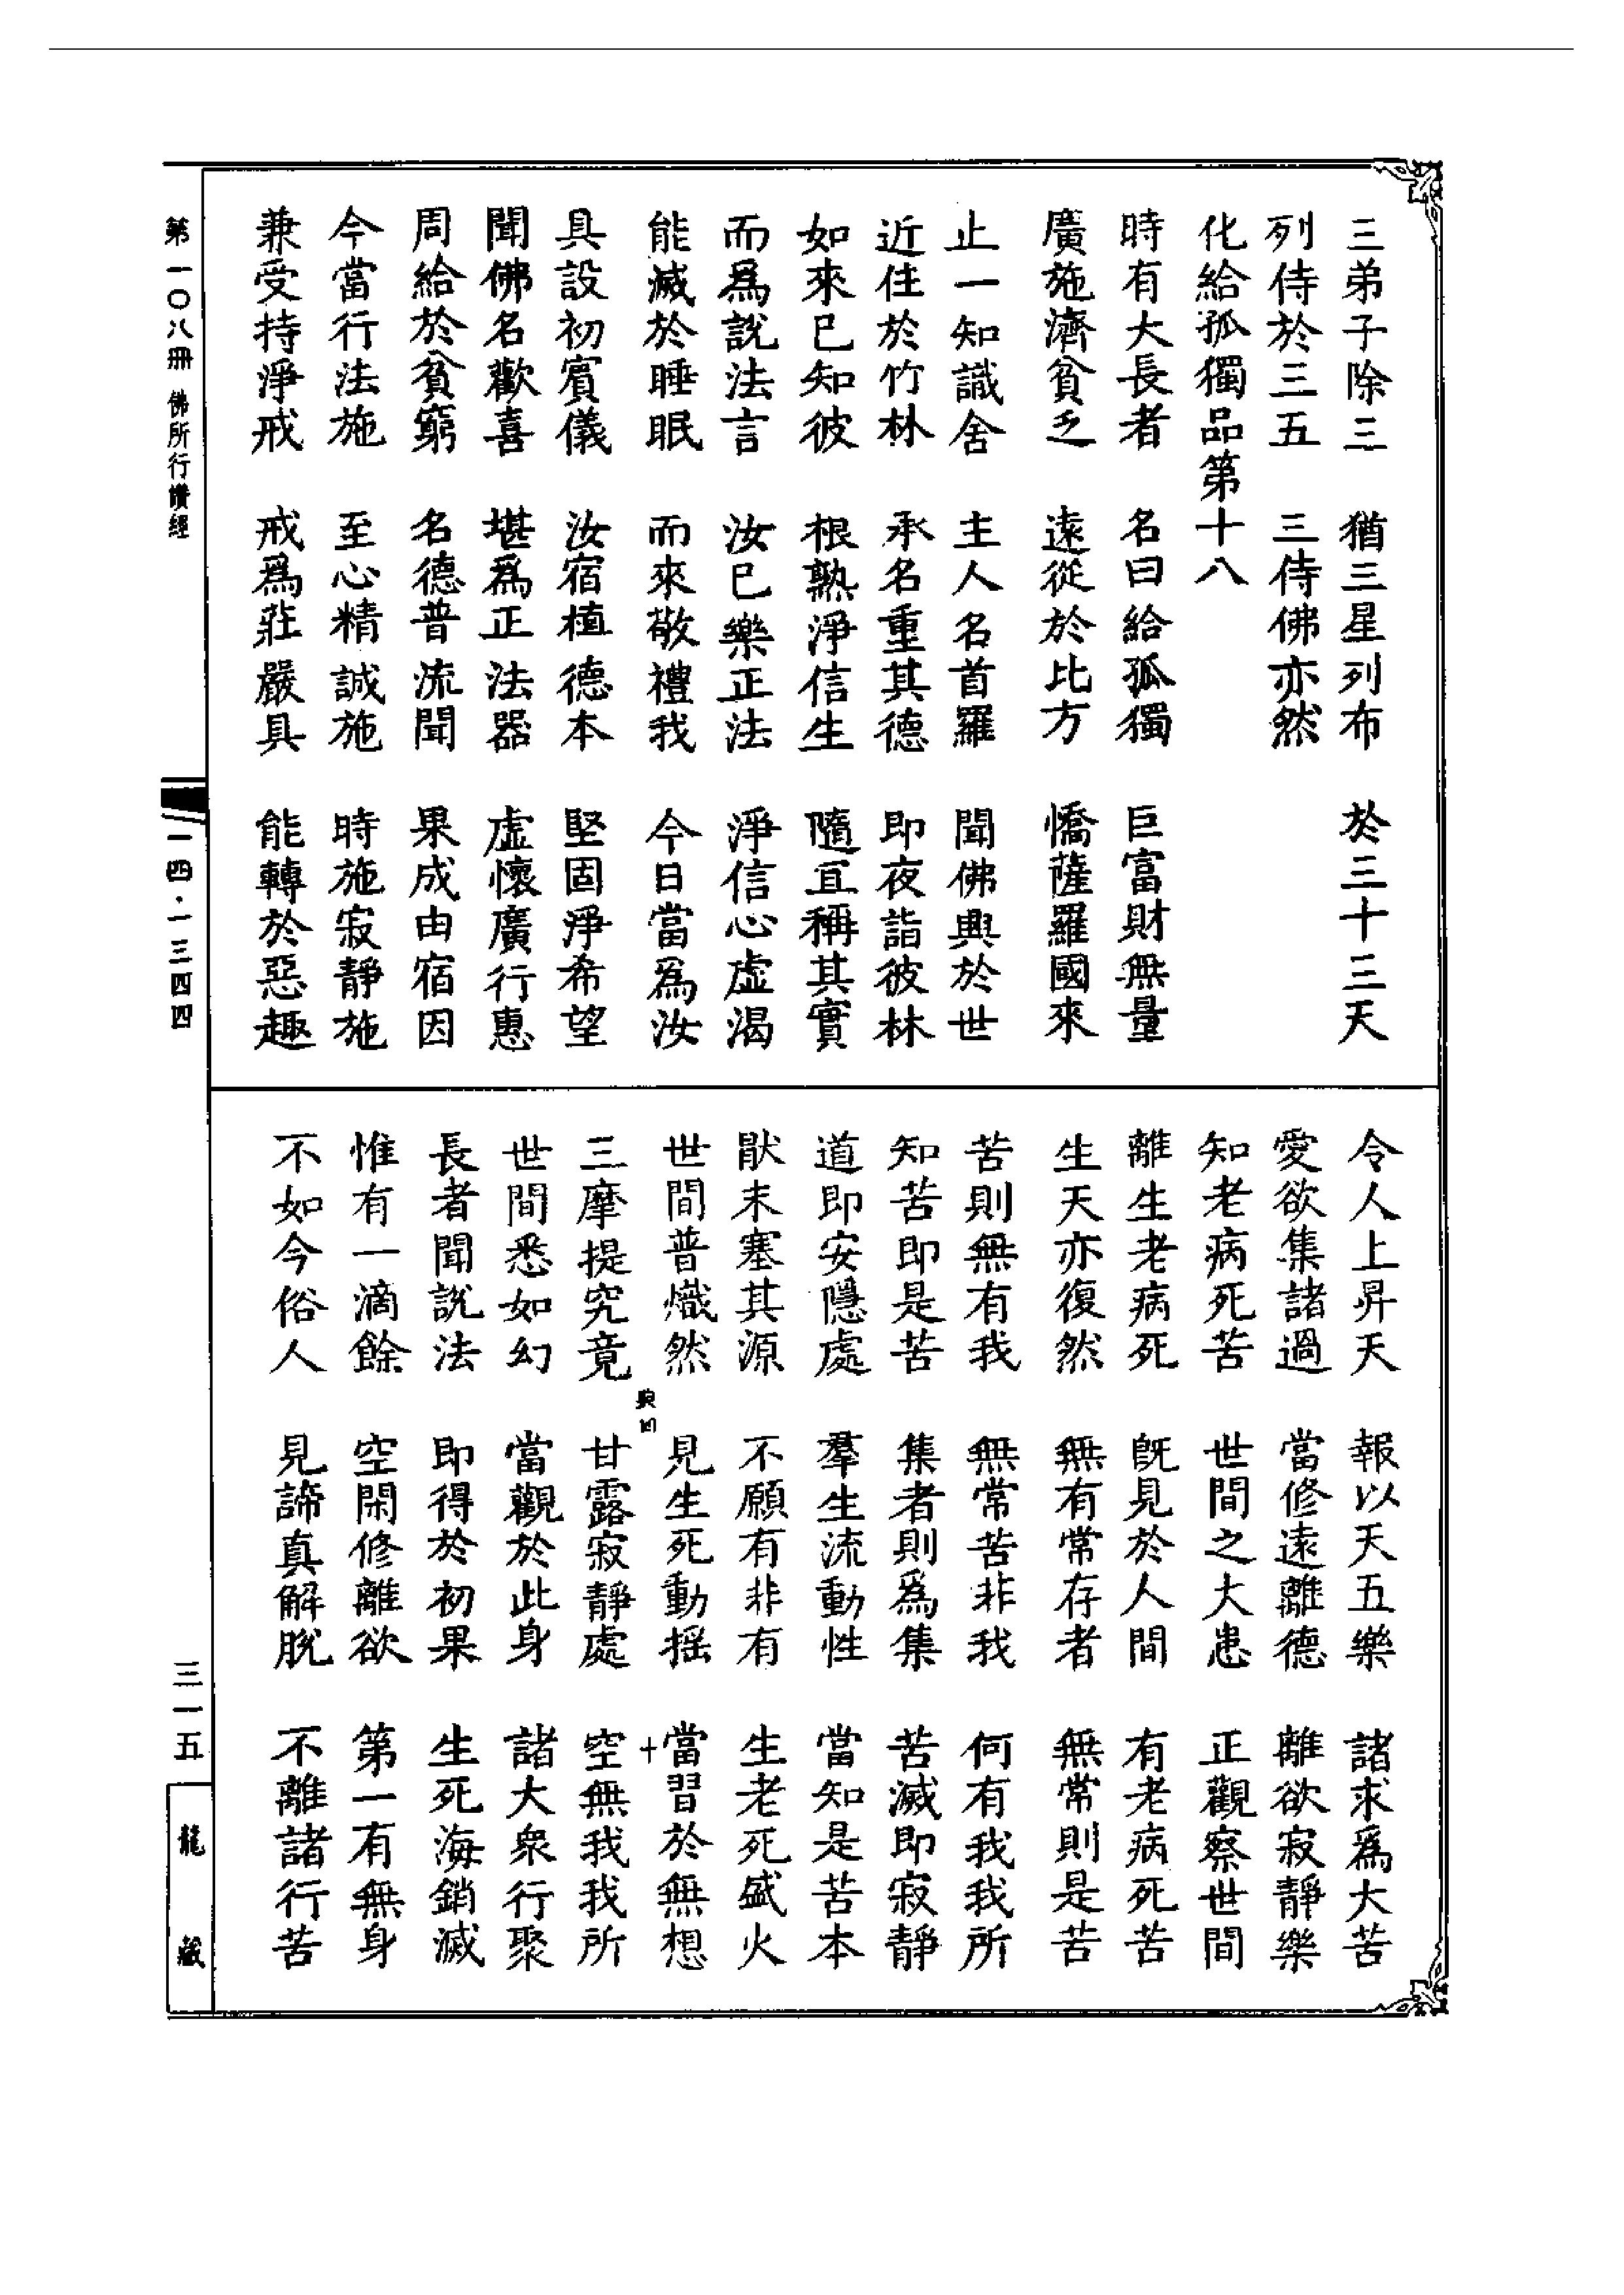 三弟子除三　猶三星列布　於三十三天
列侍於三五　三侍佛亦然
化給孤獨品第十八
時有大長者　名曰給孤獨　巨富財無量
廣施濟貧乏　遠從於比方　憍薩羅國來
止一知識舍　主人名首羅　聞佛興於世
近住於竹林　承名重其德　即夜詣彼林
如來已知彼　根熟淨信生　隨宜稱其實
而爲說法言　汝已樂正法　淨信心虛渴
能滅於睡眠　而來敬禮我　今日當爲汝
具設初賓儀　汝宿植德本　堅固淨希望
聞佛名歡喜　堪爲正法器　虛懷廣行惠
周給於貧窮　名德普流聞　果成由宿因
今當行法施　至心精誠施　時施寂靜施
兼受持淨戒　戒爲莊嚴具　能轉於惡趣
令人上昇天　報以天五樂　諸求爲大苦
愛欲集諸過　當修遠離德　離欲寂靜樂
知老病死苦　世間之大患　正觀察世間
離生老病死　既見於人間　有老病死苦
生天亦復然　無有常存者　無常則是苦
苦則無有我　無常苦非我　何有我我所
知苦即是苦　集者則爲集　苦滅即寂靜
道即安隱處　羣生流動性　當知是苦本
猒末塞其源　不願有非有　生老死盛火
世間普熾然　見生死動摇　當習於無想
十
三摩提究竟　甘露寂靜處　空無我我所
世間悉如幻　當觀於此身　諸大衆行聚
長者聞説法　即得於初果　生死海銷滅
惟有一滴餘　空閑修離欲　第一有無身
不如今俗人　見諦真解脫　不離諸行苦
第一〇八冊　佛所行讚經
一四·一三四四
三一五
龍藏